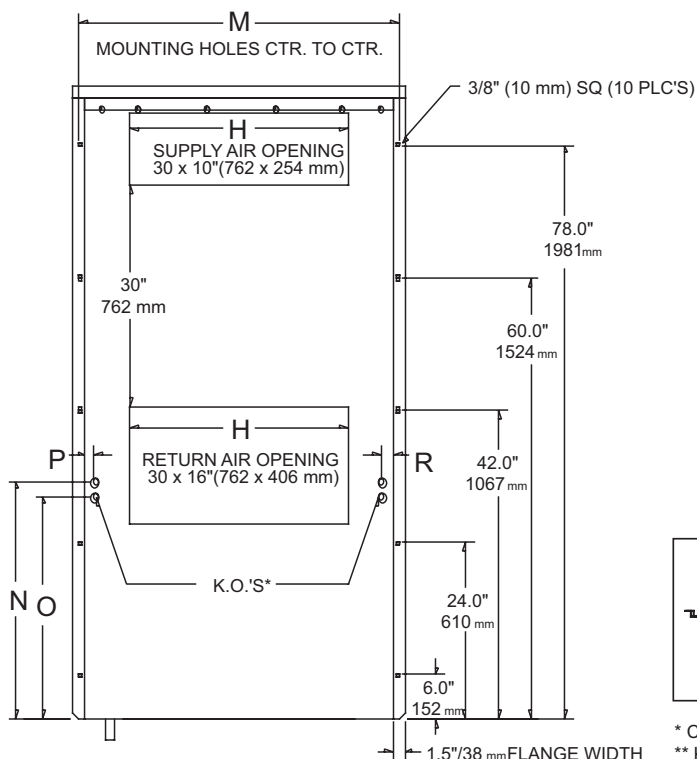 M
MOUNTING HOLES CTR. TO CTR.
3/8" (10 mm) SQ (10 PLC'S)
H
SUPPLY AIR OPENING
30 x 10"(762 x 254 mm)
78.0"
1981mm
30"
762 mm
60.0"
1524 mm
H
P
RETURN AIR OPENING
30 x 16"(762 x 406 mm)
R
42.0"
1067 mm
N
O
K.O.'S*
24.0"
610 mm
6.0"
152 mm
1.5"/38 mm FLANGE WIDTH
*
**